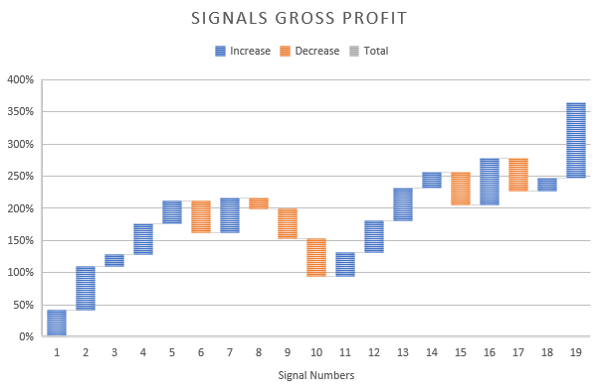 SIGNALS GROSS PROFIT
Increase Decrease Total
400%
350%
300%
250%
200%
150%
100%
50%
0%
1 2 3 4 5 6 7 8 9 10 11 12 13 14 15 16 17 18 19
Signal Numbers